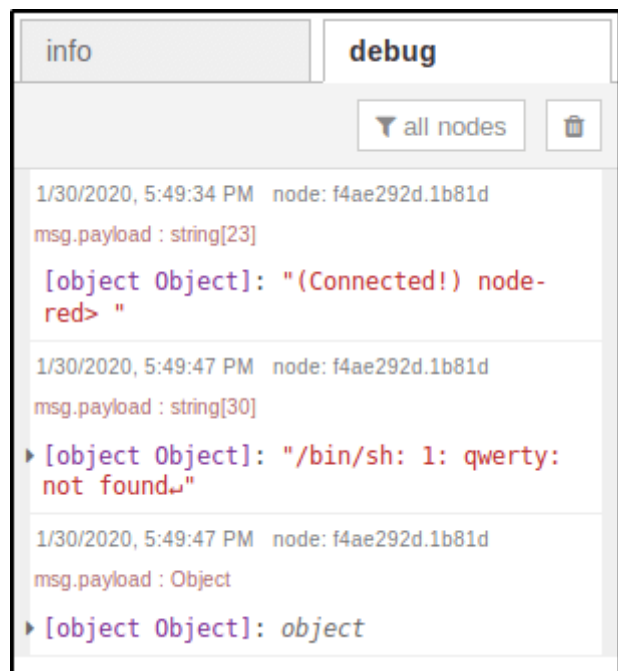 info debug
all nodes
1/30/2020, 5:49:34 PM node: f4ae292d.1b81d
msg.payload : string[23]
[object Object]: "(Connected!) node-
red> "
1/30/2020, 5:49:47 PM node: f4ae292d.1b81d
msg.payload : string[30]
[object Object]: "/bin/sh: 1: qwerty:
not found↵"
1/30/2020, 5:49:47 PM node: f4ae292d.1b81d
msg.payload : Object
[object Object]: object